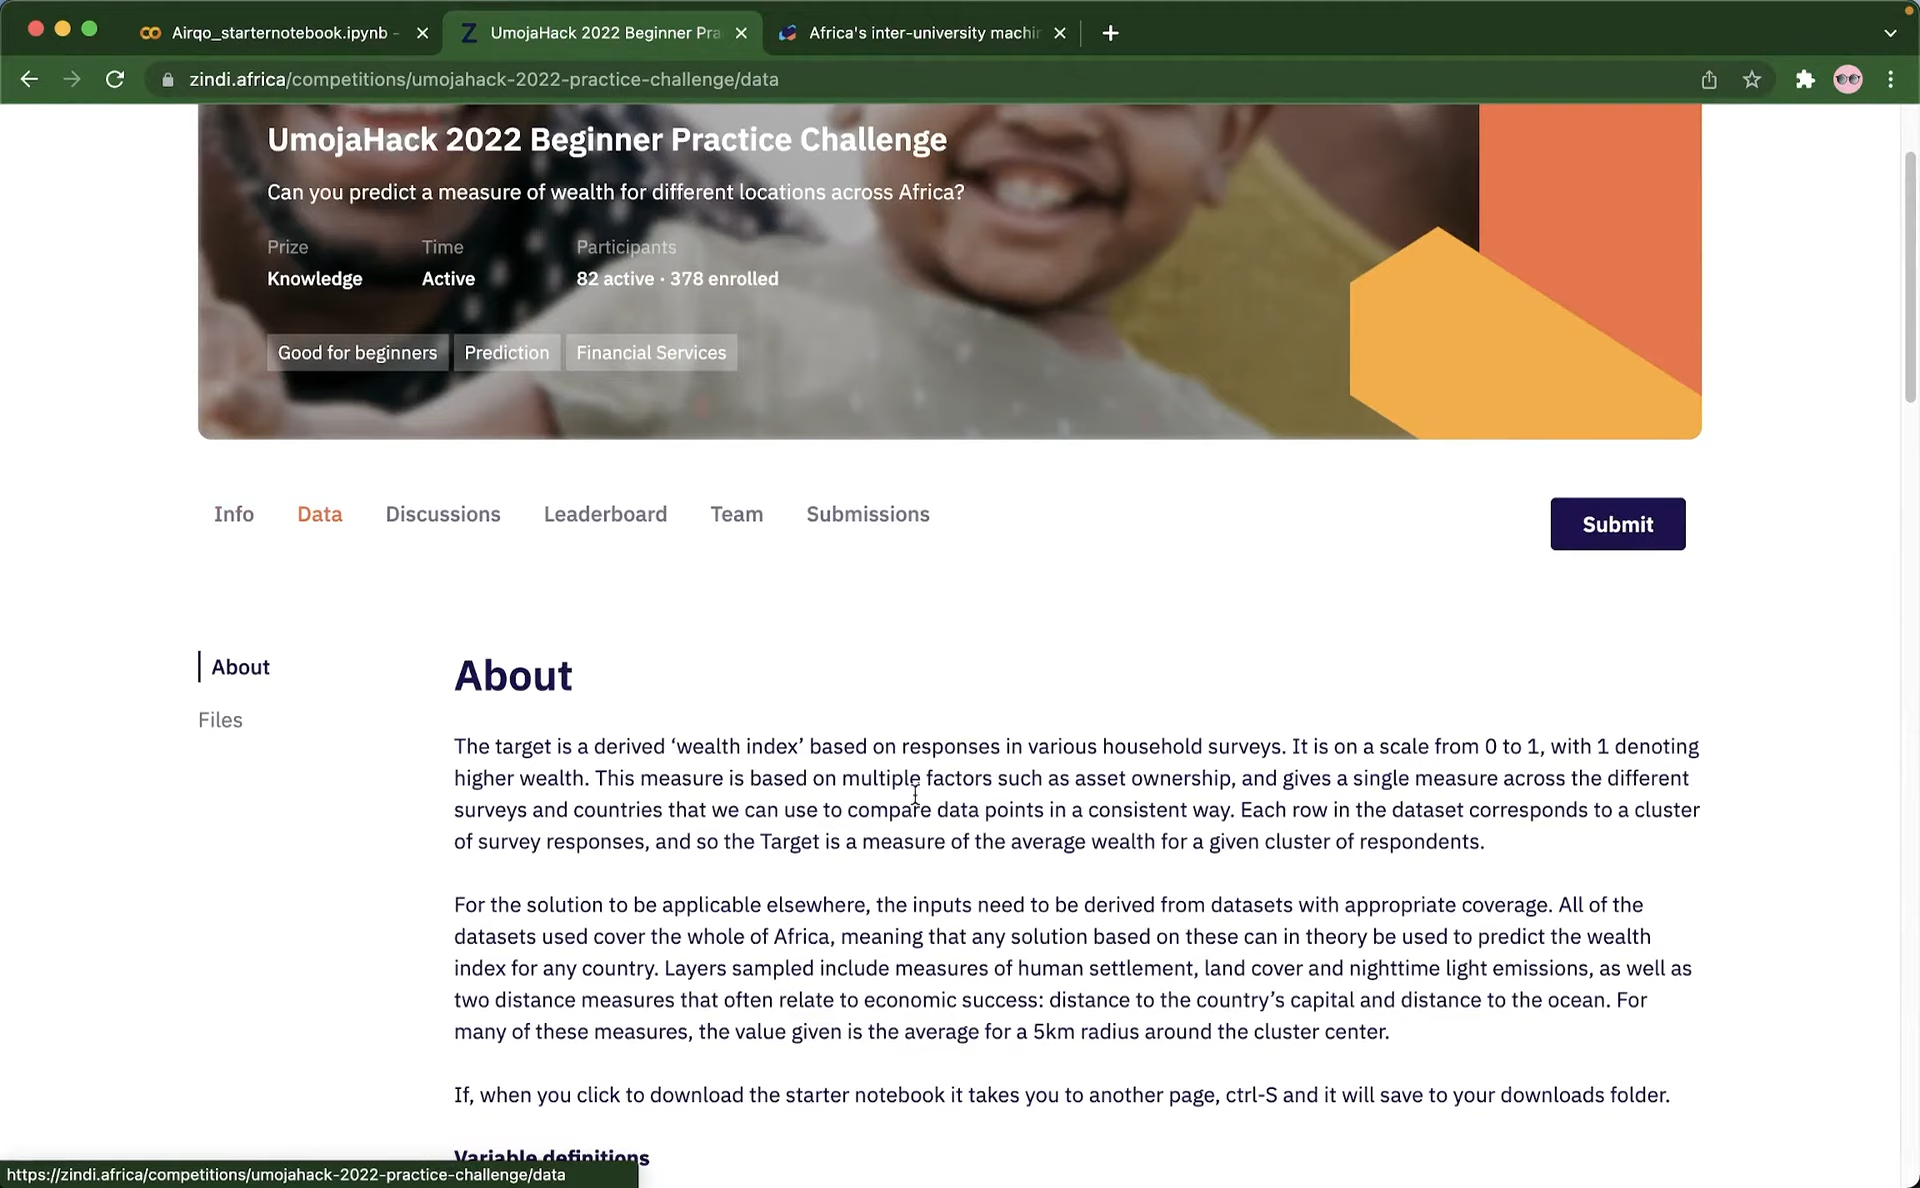 Airqo_starternotebook.ipynb -
UmojaHack 2022 Beginner Pra
Africa's inter-university machin
zindi.africa/competitions/umojahack-2022-practice-challenge/data
UmojaHack 2022 Beginner Practice Challenge
Can you predict a measure of wealth for different locations across Africa?
Prize Time Participants
Knowledge Active 82 active · 378 enrolled
Good for beginners Prediction Financial Services
Info Data Discussions Leaderboard Team Submissions
Submit
About
Files
About
The target is a derived ‘wealth index’ based on responses in various household surveys. It is on a scale from 0 to 1, with 1 denoting
higher wealth. This measure is based on multiple factors such as asset ownership, and gives a single measure across the different
surveys and countries that we can use to compare data points in a consistent way. Each row in the dataset corresponds to a cluster
of survey responses, and so the Target is a measure of the average wealth for a given cluster of respondents.
For the solution to be applicable elsewhere, the inputs need to be derived from datasets with appropriate coverage. All of the
datasets used cover the whole of Africa, meaning that any solution based on these can in theory be used to predict the wealth
index for any country. Layers sampled include measures of human settlement, land cover and nighttime light emissions, as well as
two distance measures that often relate to economic success: distance to the country’s capital and distance to the ocean. For
many of these measures, the value given is the average for a 5km radius around the cluster center.
If, when you click to download the starter notebook it takes you to another page, ctrl-S and it will save to your downloads folder.
Variable definitions
https://zindi.africa/competitions/umojahack-2022-practice-challenge/data